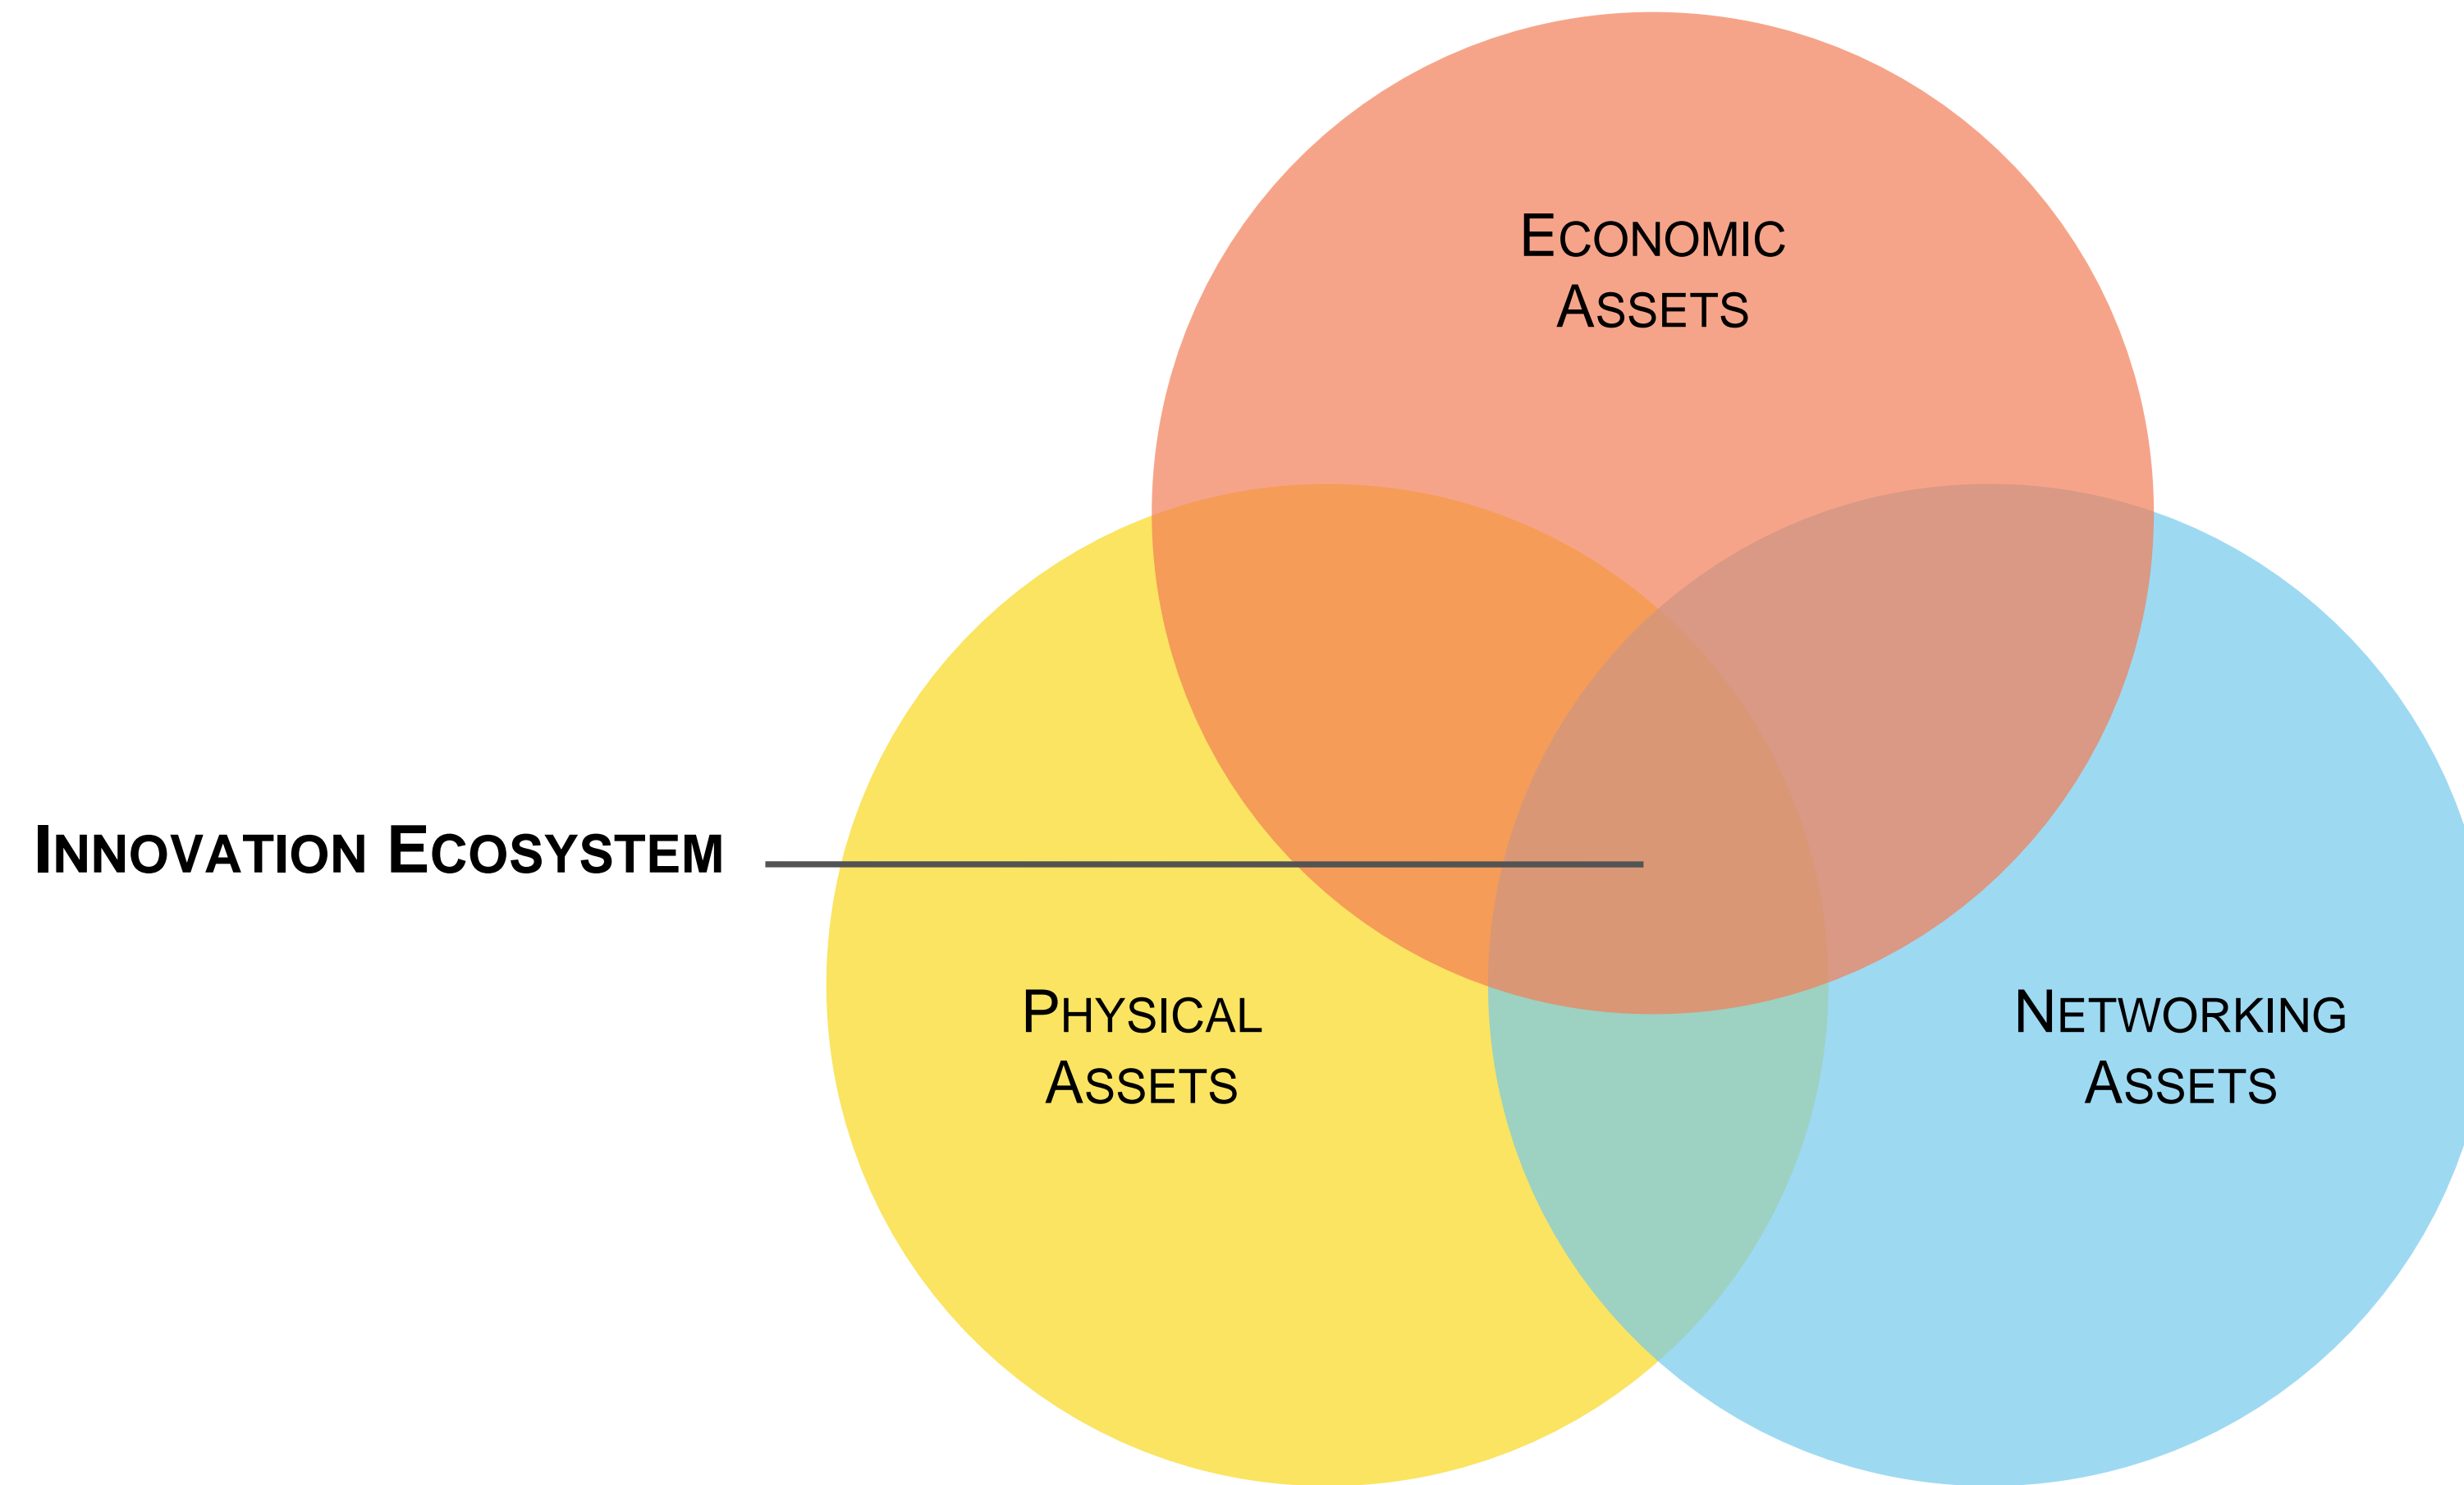 Economic
Assets
Innovation Ecosystem
Physical
Assets
Networking
Assets